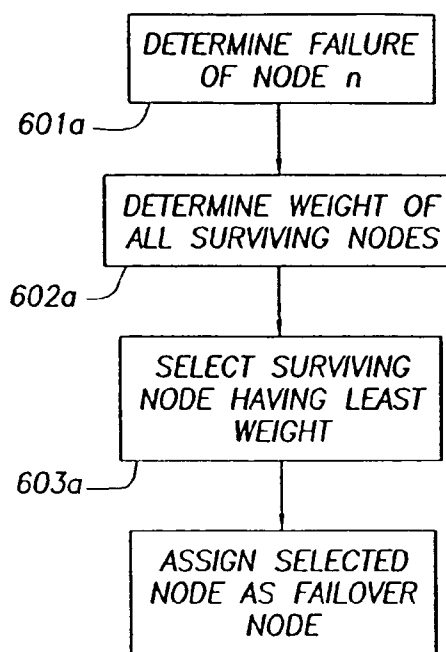 DETERMINE FAILURE
OF NODE n
601a
DETERMINE WEIGHT OF
ALL SURVIVING NODES
602a
SELECT SURVIVING
NODE HAVING LEAST
WEIGHT
603a
ASSIGN SELECTED
NODE AS FAILOVER
NODE